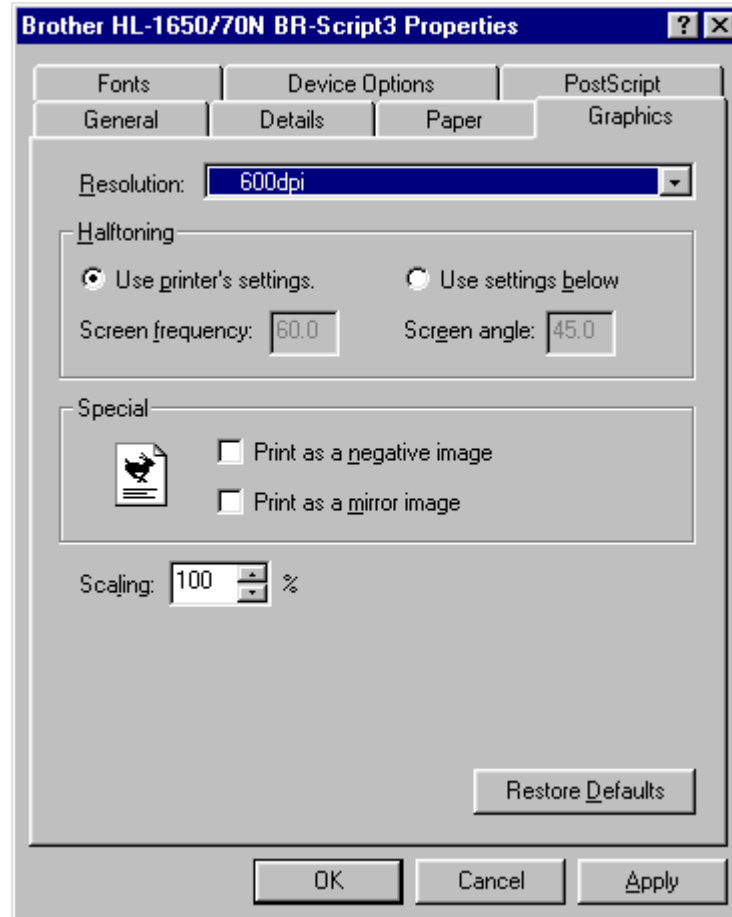 Brother HL-1650/70N BR-Script3 Properties
Fonts Device Options PostScript
General Details Paper Graphics
Resolution: 600dpi
Halftoning
Use printer's settings. Use settings below
Screen frequency: 60.0 Screen angle: 45.0
Special
Print as a negative image
Print as a mirror image
Scaling: 100 %
Restore Defaults
OK Cancel Apply